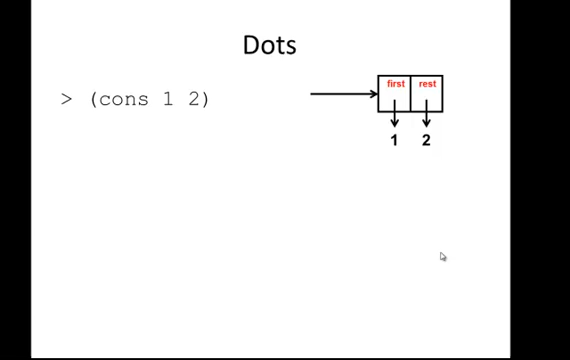 Dots
> (cons 1 2)
first rest
1 2